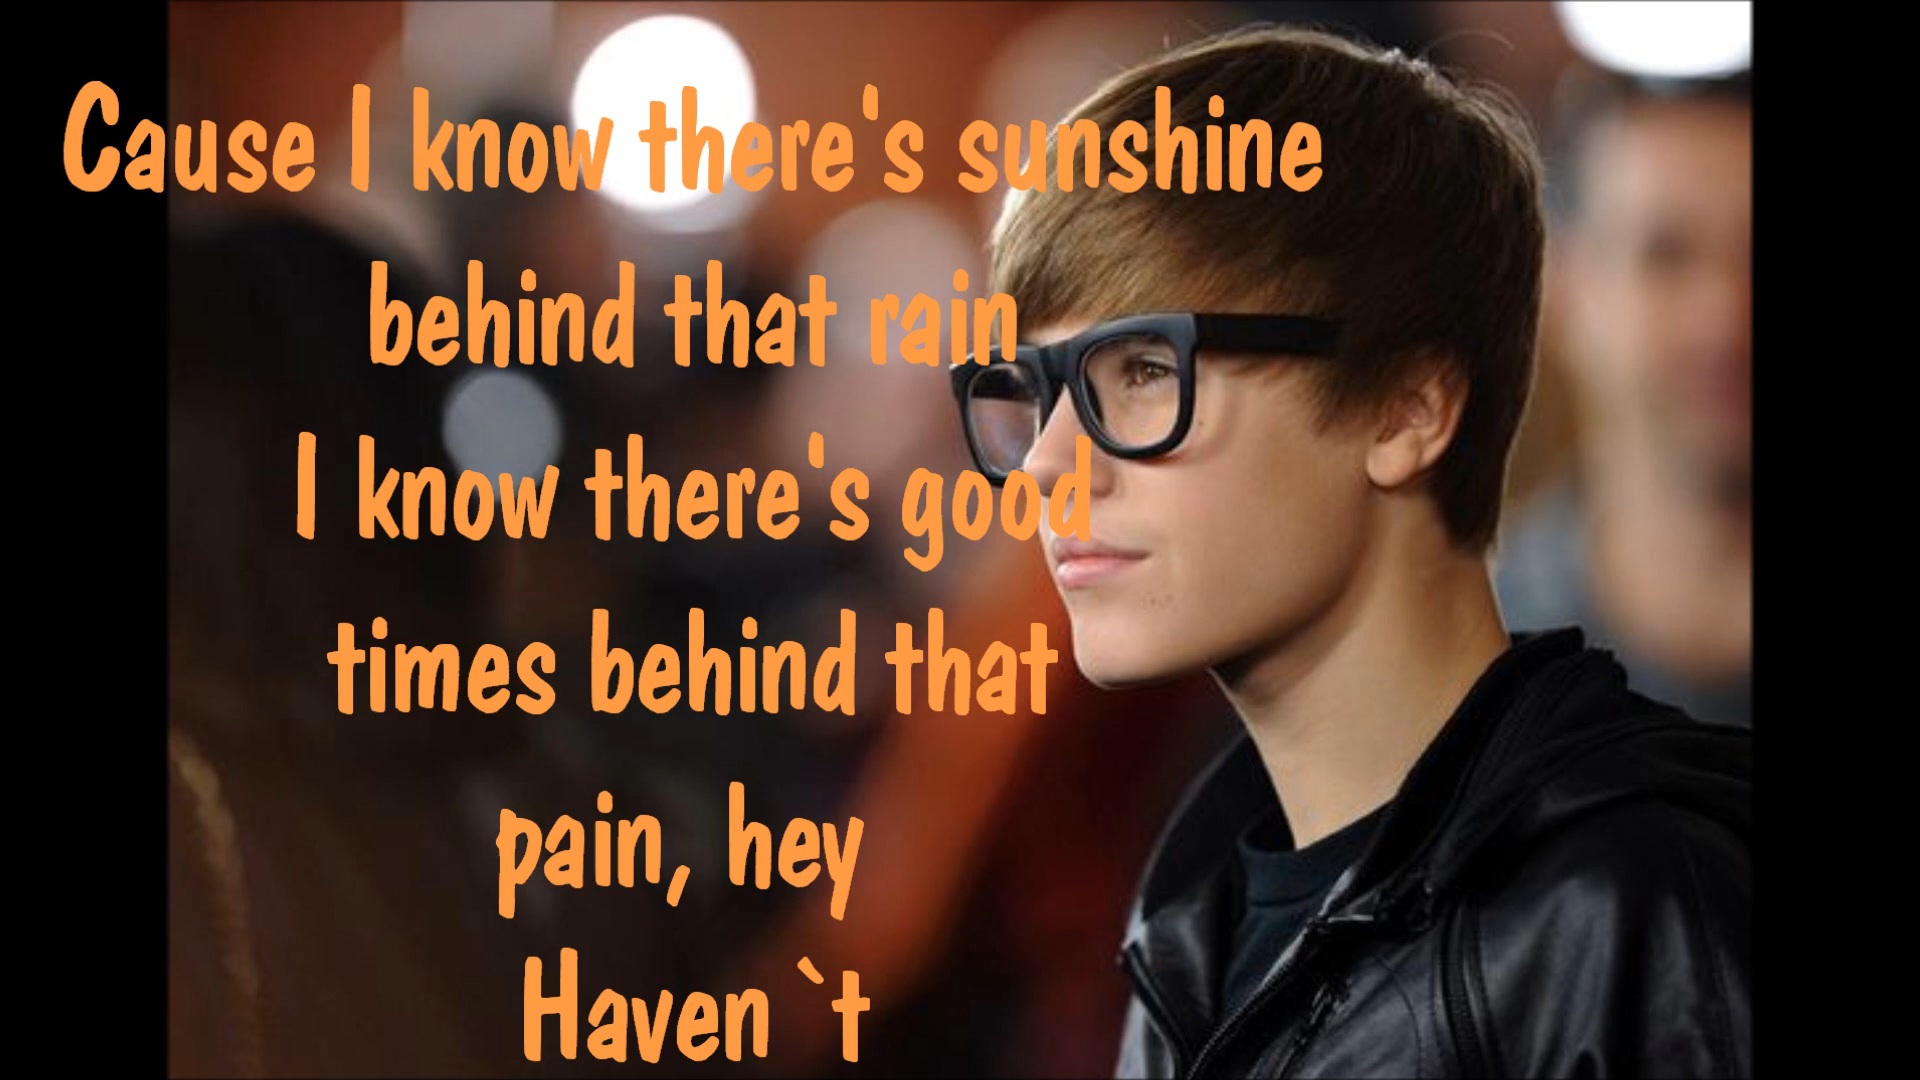 Cause I know there's sunshine
behind that rain
I know there's good
times behind that
pain, hey
Haven`t